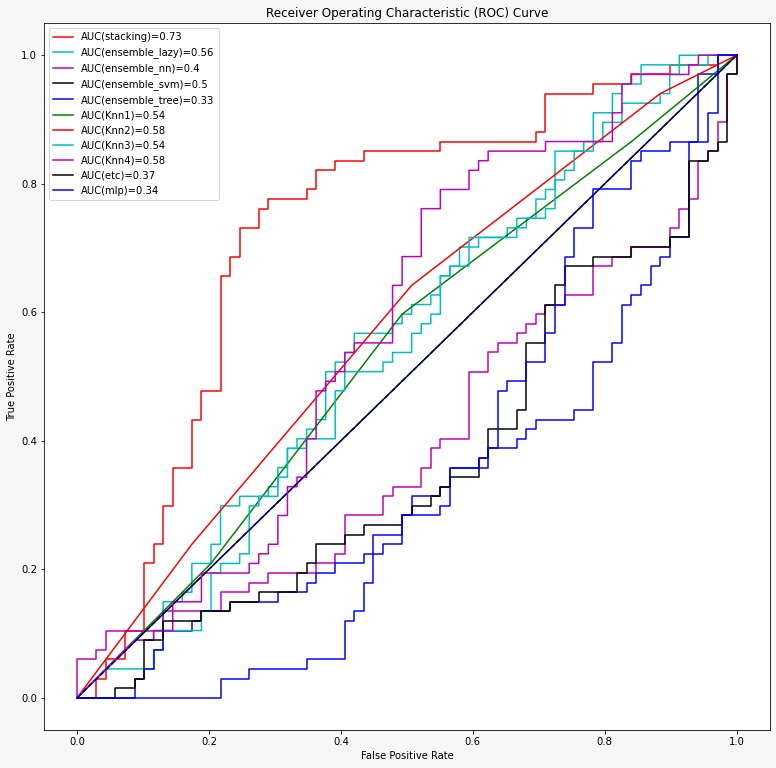 Receiver Operating Characteristic (ROC) Curve
AUC(stacking)=0.73
AUC(ensemble_lazy)=0.56
AUC(ensemble_nn)=0.4
AUC(ensemble_svm)=0.5
AUC(ensemble_tree)=0.33
AUC(Knn1)=0.54
AUC(Knn2)=0.58
AUC(Knn3)=0.54
AUC(Knn4)=0.58
AUC(etc)=0.37
AUC(mlp)=0.34
1.0
0.8
0.6
0.4
0.2
0.0
True Positive Rate
0.0 0.2 0.4 0.6 0.8 1.0
False Positive Rate